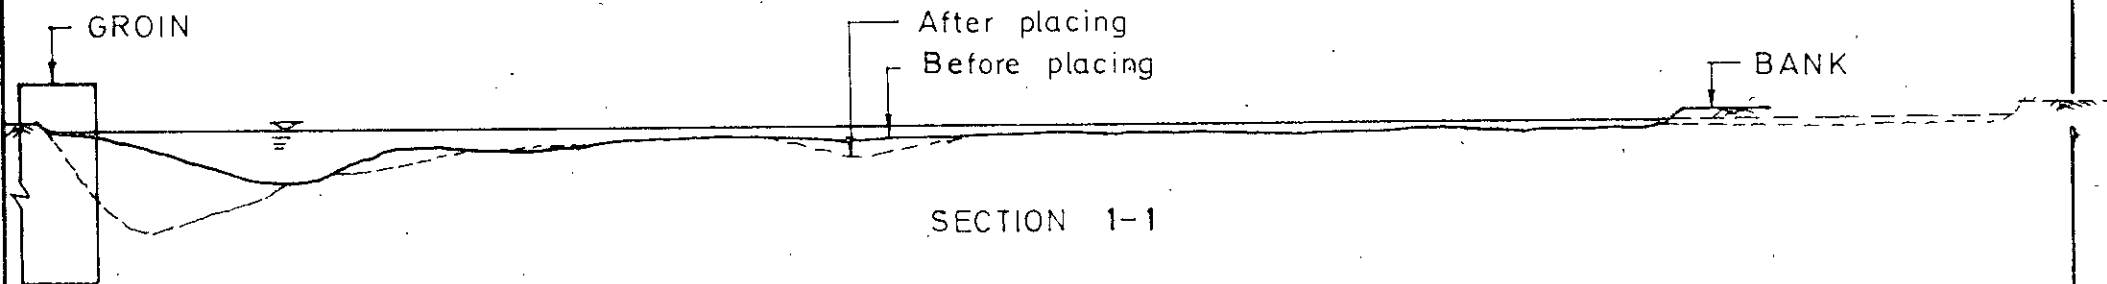 GROIN
After placing
Before placing
BANK
SECTION 1-1